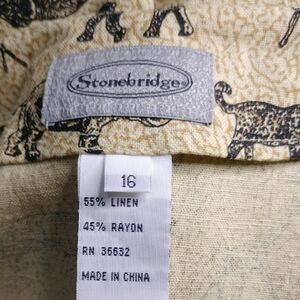 Stonebridge
16
55% LINEN
45% RAYON
RN 36632
MADE IN CHINA